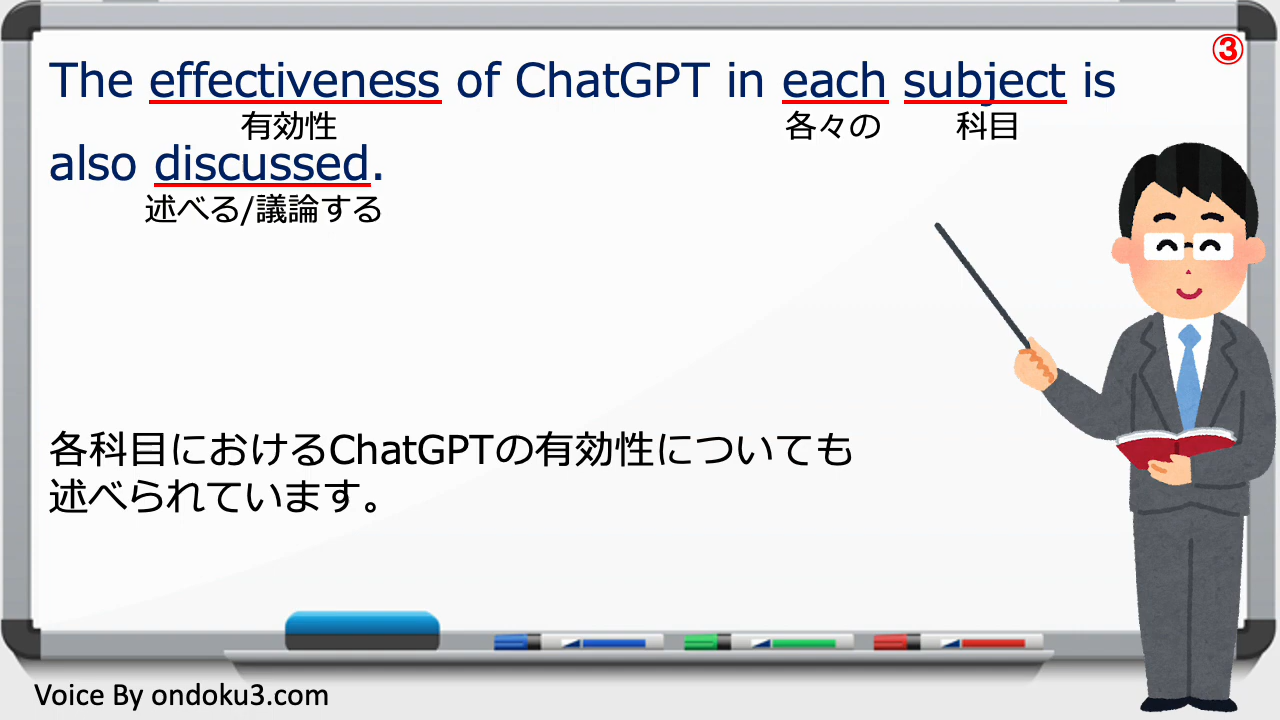 ③
The effectiveness of ChatGPT in each subject is
有効性 各々の 科目
also discussed.
述べる/議論する
各科目におけるChatGPTの有効性についても
述べられています。
Voice By ondoku3.com